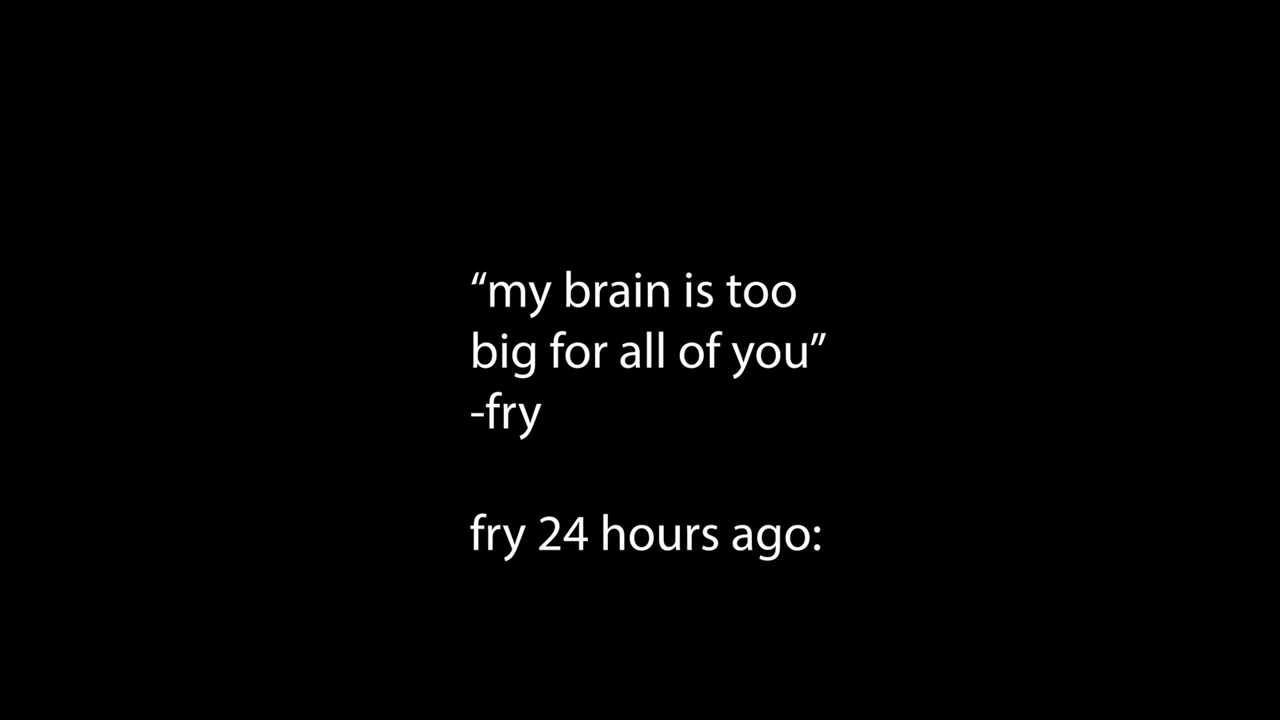 “my brain is too
big for all of you”
-fry
fry 24 hours ago: